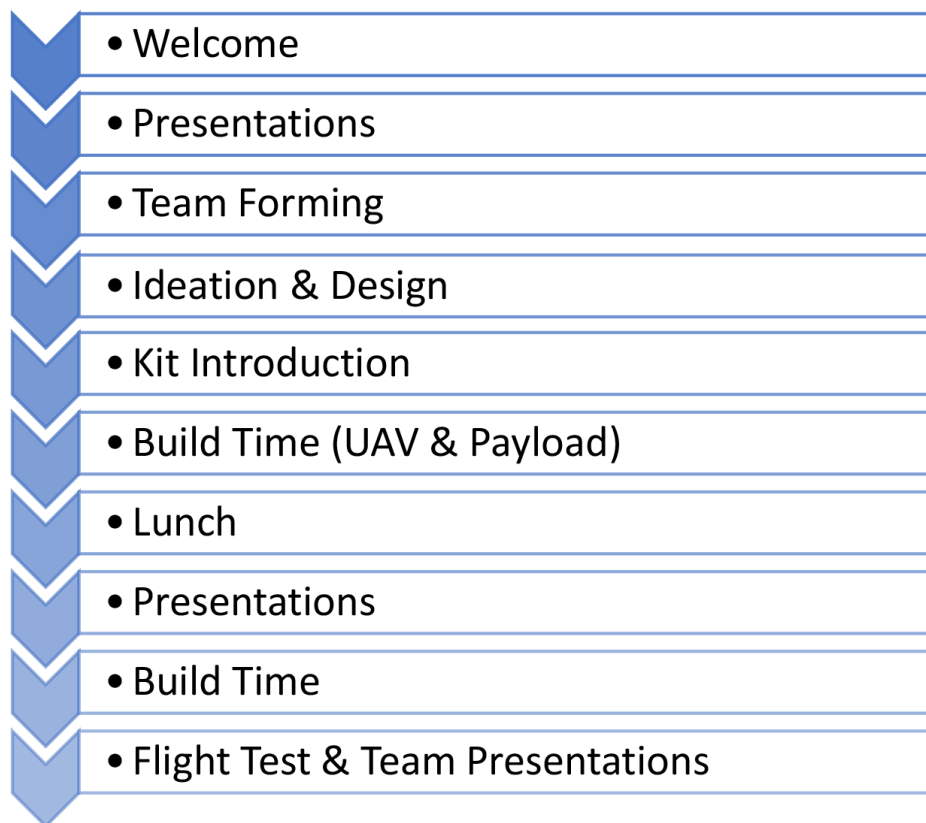 • Welcome
• Presentations
• Team Forming
• Ideation & Design
• Kit Introduction
• Build Time (UAV & Payload)
• Lunch
• Presentations
• Build Time
• Flight Test & Team Presentations